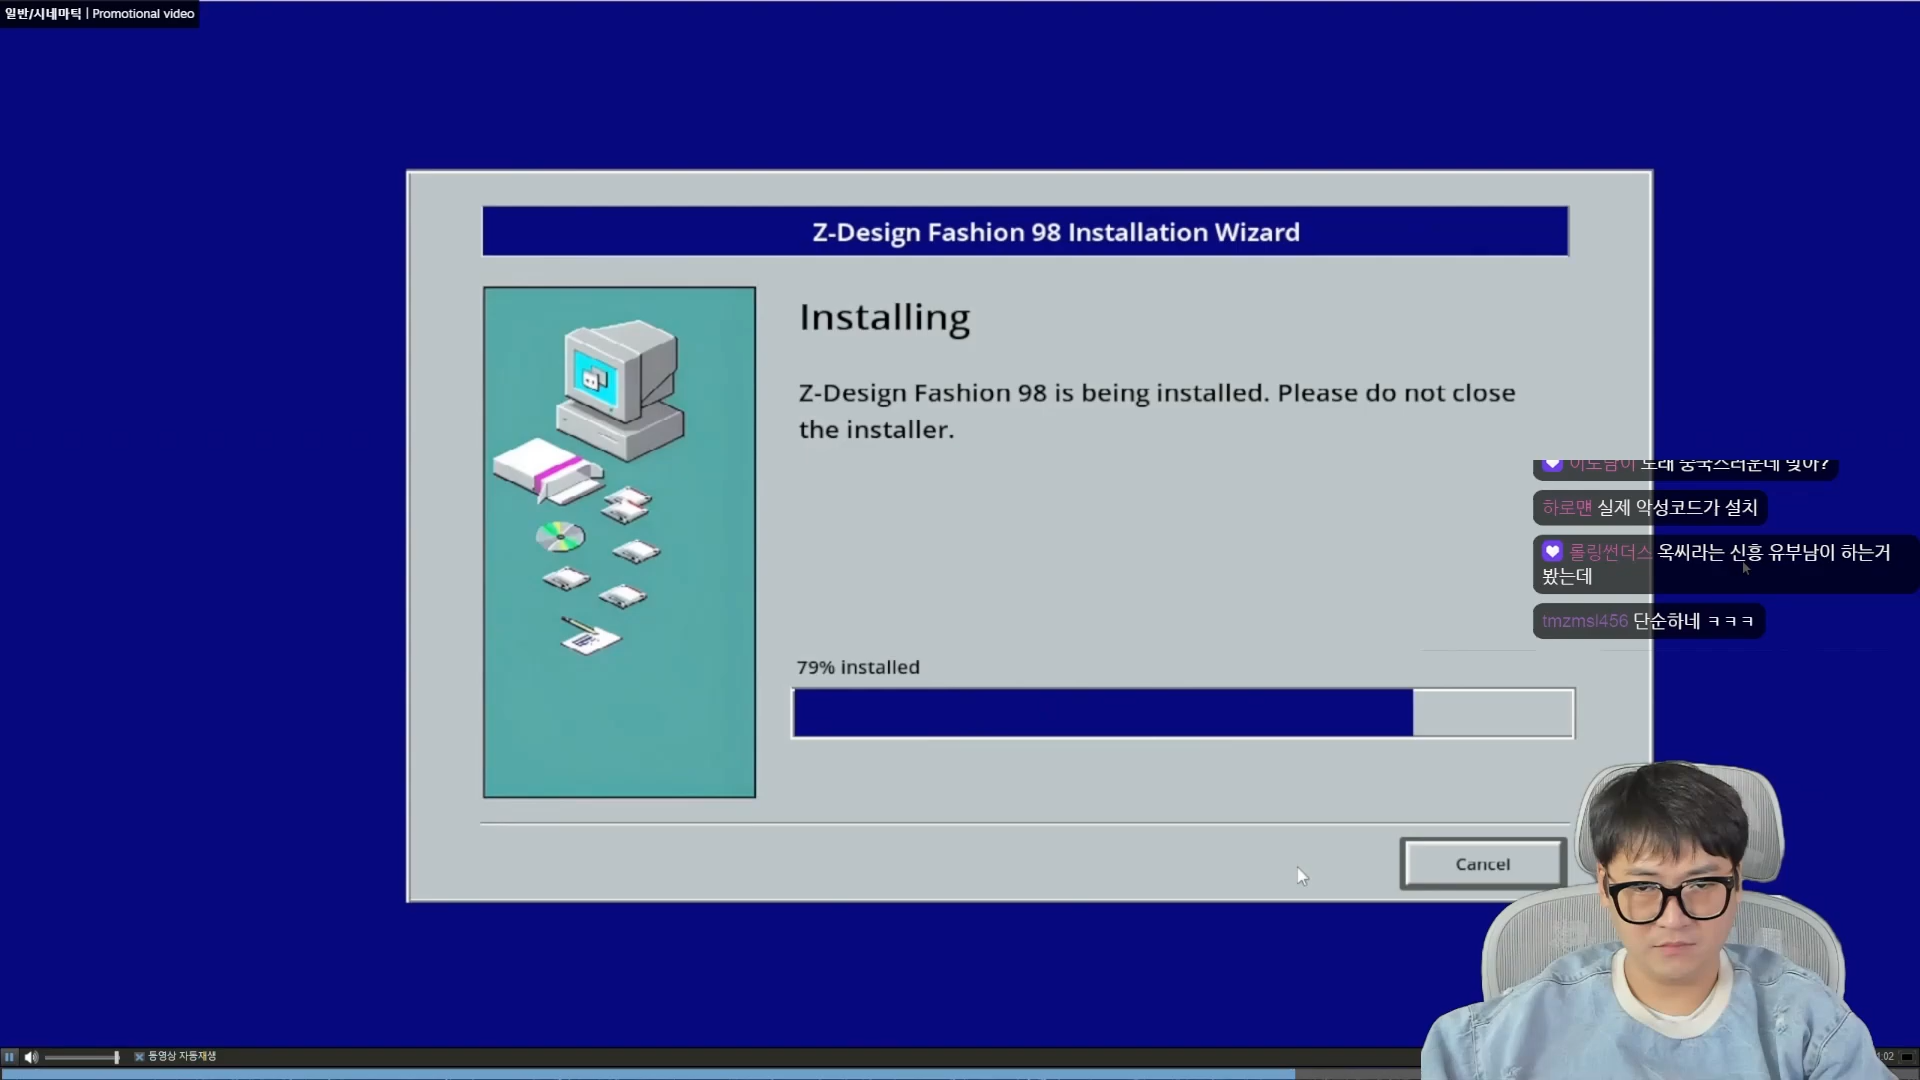 일반/시네마틱 | Promotional video
Z-Design Fashion 98 Installation Wizard
Installing
Z-Design Fashion 98 is being installed. Please do not close
the installer.
79% installed
Cancel
하로맨 실제 악성코드가 설치
롤링썬더스 옥씨라는 신흥 유부남이 하는거
봤는데
tmzmsl456 단순하네 ㅋㅋㅋ
동영상 자동재생